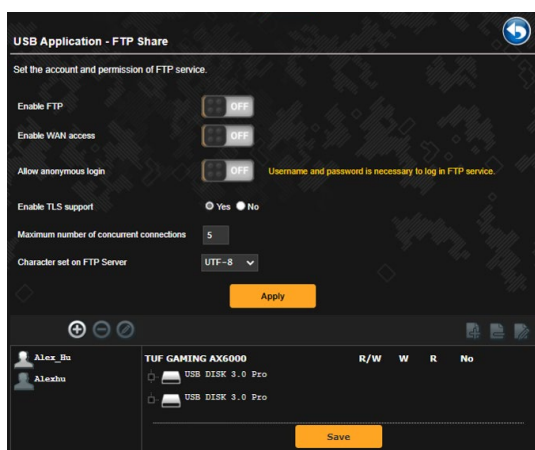 USB Application - FTP Share
Set the account and permission of FTP service.
Enable FTP OFF
Enable WAN access OFF
Allow anonymous login OFF Username and password is necessary to log in FTP service.
Enable TLS support Yes No
Maximum number of concurrent connections 5
Character set on FTP Server UTF-8
Apply
Alex_Hu TUF GAMING AX6000 R/W W R No
Alexhu USB DISK 3.0 Pro
USB DISK 3.0 Pro
Save